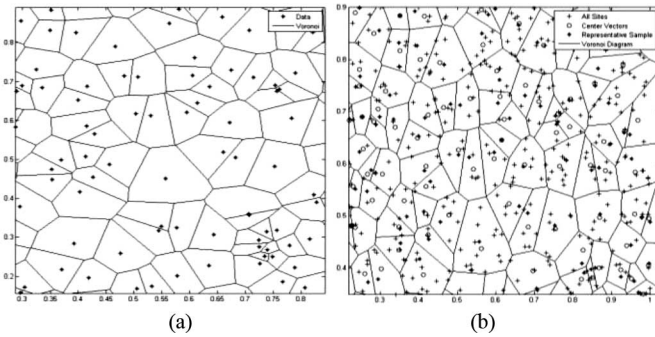 Data
Voronoi
0.8
0.7
0.6
0.5
0.4
0.3
0.2
0.3 0.35 0.4 0.45 0.5 0.55 0.6 0.65 0.7 0.75 0.8
(a)
0.9
All Sites
Center Vectors
Representative Sample
Voronoi Diagram
0.8
0.7
0.6
0.5
0.4
0.3 0.4 0.5 0.6 0.7 0.8 0.9 1
(b)